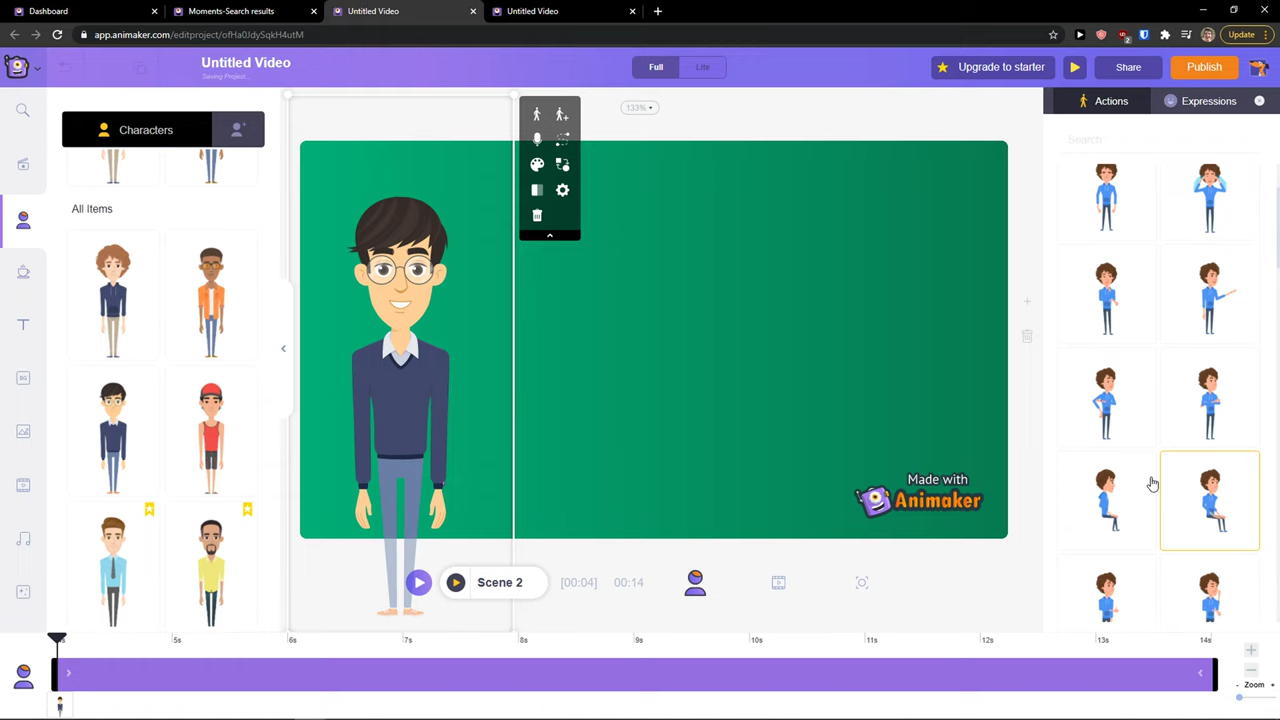 Dashboard
Moments-Search results
Untitled Video
Untitled Video
app.animaker.com/editproject/ofHa0JdySqkH4utM
Update
Untitled Video
Saving Project...
Full
Lite
Upgrade to starter
Share
Publish
Characters
133%
Actions
Expressions
Search
All Items
Made with
Animaker
Scene 2
[00:04]
00:14
5s
6s
7s
8s
9s
10s
11s
12s
13s
14s
- Zoom +